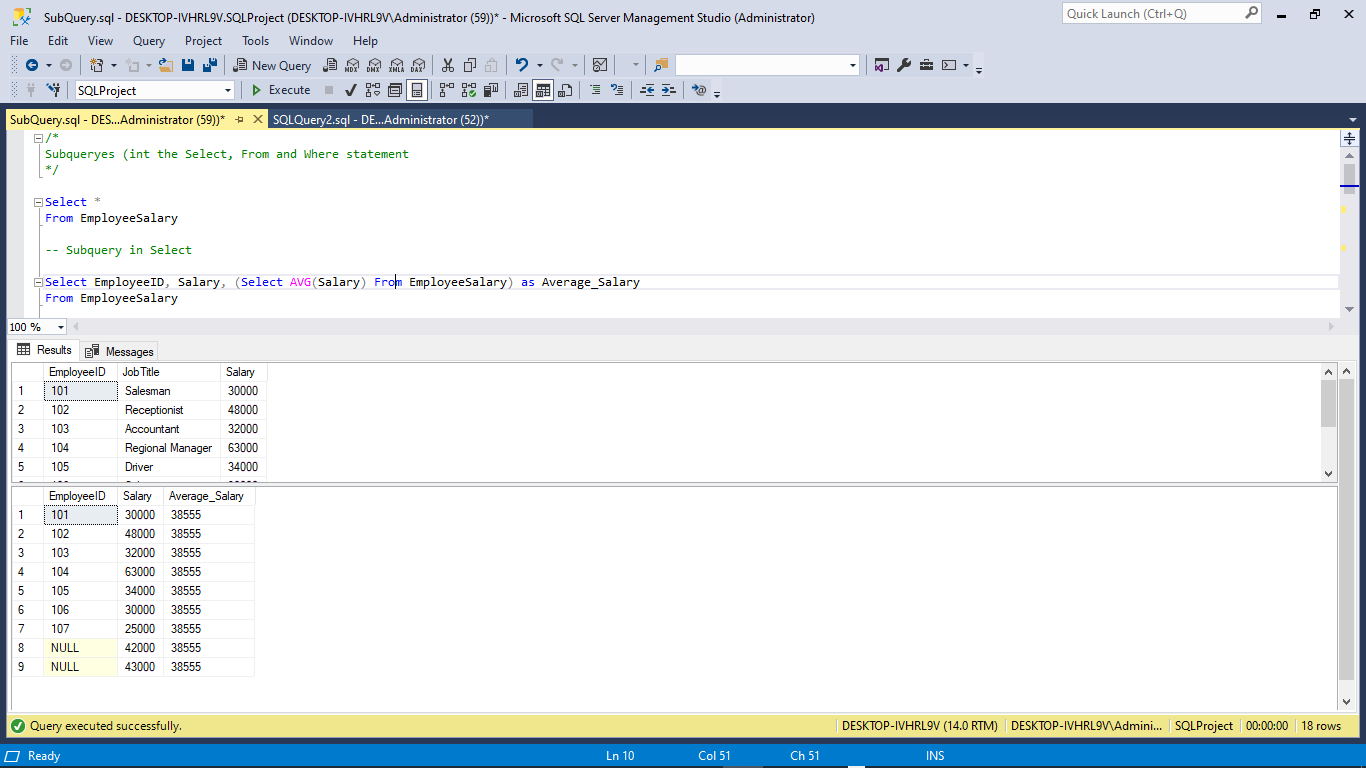 SubQuery.sql - DESKTOP-IVHRL9V.SQLProject (DESKTOP-IVHRL9V\Administrator (59))* - Microsoft SQL Server Management Studio (Administrator)
Quick Launch (Ctrl+Q)
File Edit View Query Project Tools Window Help
New Query MDX DMX XMLA DAX
SQLProject Execute
SubQuery.sql - DES...Administrator (59))* SQLQuery2.sql - DE...Administrator (52))*
/*
Subqueryes (int the Select, From and Where statement
*/
Select *
From EmployeeSalary
-- Subquery in Select
Select EmployeeID, Salary, (Select AVG(Salary) From EmployeeSalary) as Average_Salary
From EmployeeSalary
100 %
Results Messages
EmployeeID JobTitle Salary
1 101 Salesman 30000
2 102 Receptionist 48000
3 103 Accountant 32000
4 104 Regional Manager 63000
5 105 Driver 34000
EmployeeID Salary Average_Salary
1 101 30000 38555
2 102 48000 38555
3 103 32000 38555
4 104 63000 38555
5 105 34000 38555
6 106 30000 38555
7 107 25000 38555
8 NULL 42000 38555
9 NULL 43000 38555
Query executed successfully. DESKTOP-IVHRL9V (14.0 RTM) DESKTOP-IVHRL9V\Admini... SQLProject 00:00:00 18 rows
Ready Ln 10 Col 51 Ch 51 INS